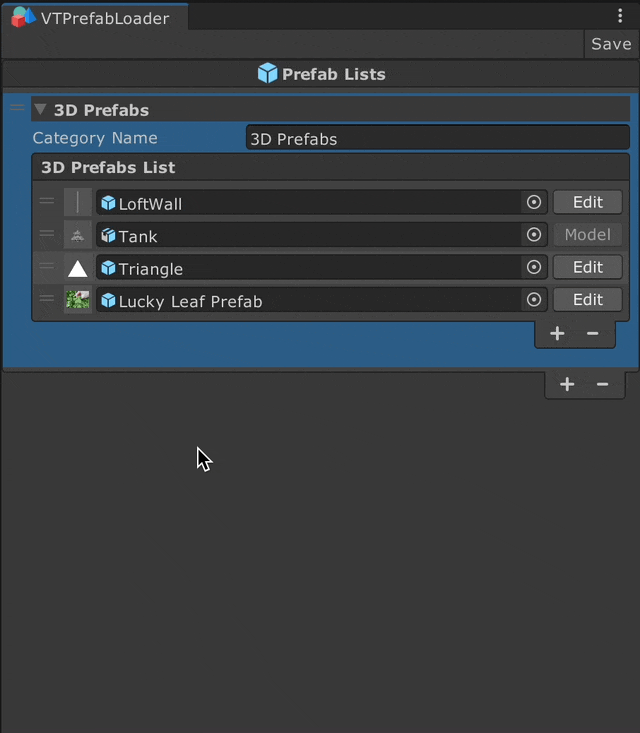 VTPrefabLoader
Save
Prefab Lists
3D Prefabs
Category Name 3D Prefabs
3D Prefabs List
LoftWall Edit
Tank Model
Triangle Edit
Lucky Leaf Prefab Edit
+ −
+ −